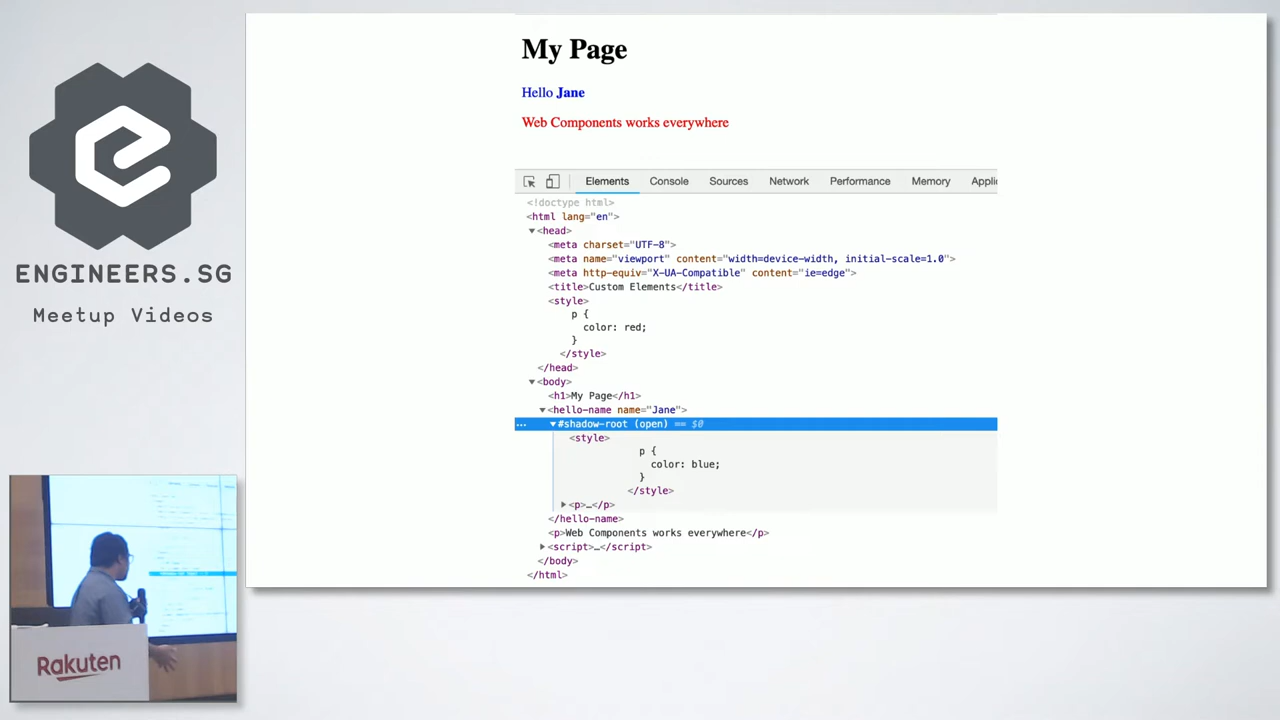 ENGINEERS.SG
Meetup Videos
Rakuten
My Page
Hello Jane
Web Components works everywhere
Elements Console Sources Network Performance Memory Appli
<!doctype html>
<html lang="en">
▼<head>
<meta charset="UTF-8">
<meta name="viewport" content="width=device-width, initial-scale=1.0">
<meta http-equiv="X-UA-Compatible" content="ie=edge">
<title>Custom Elements</title>
<style>
p {
color: red;
}
</style>
</head>
▼<body>
<h1>My Page</h1>
▼<hello-name name="Jane">
… ▼#shadow-root (open) == $0
<style>
p {
color: blue;
}
</style>
▶<p>…</p>
</hello-name>
<p>Web Components works everywhere</p>
▶<script>…</script>
</body>
</html>